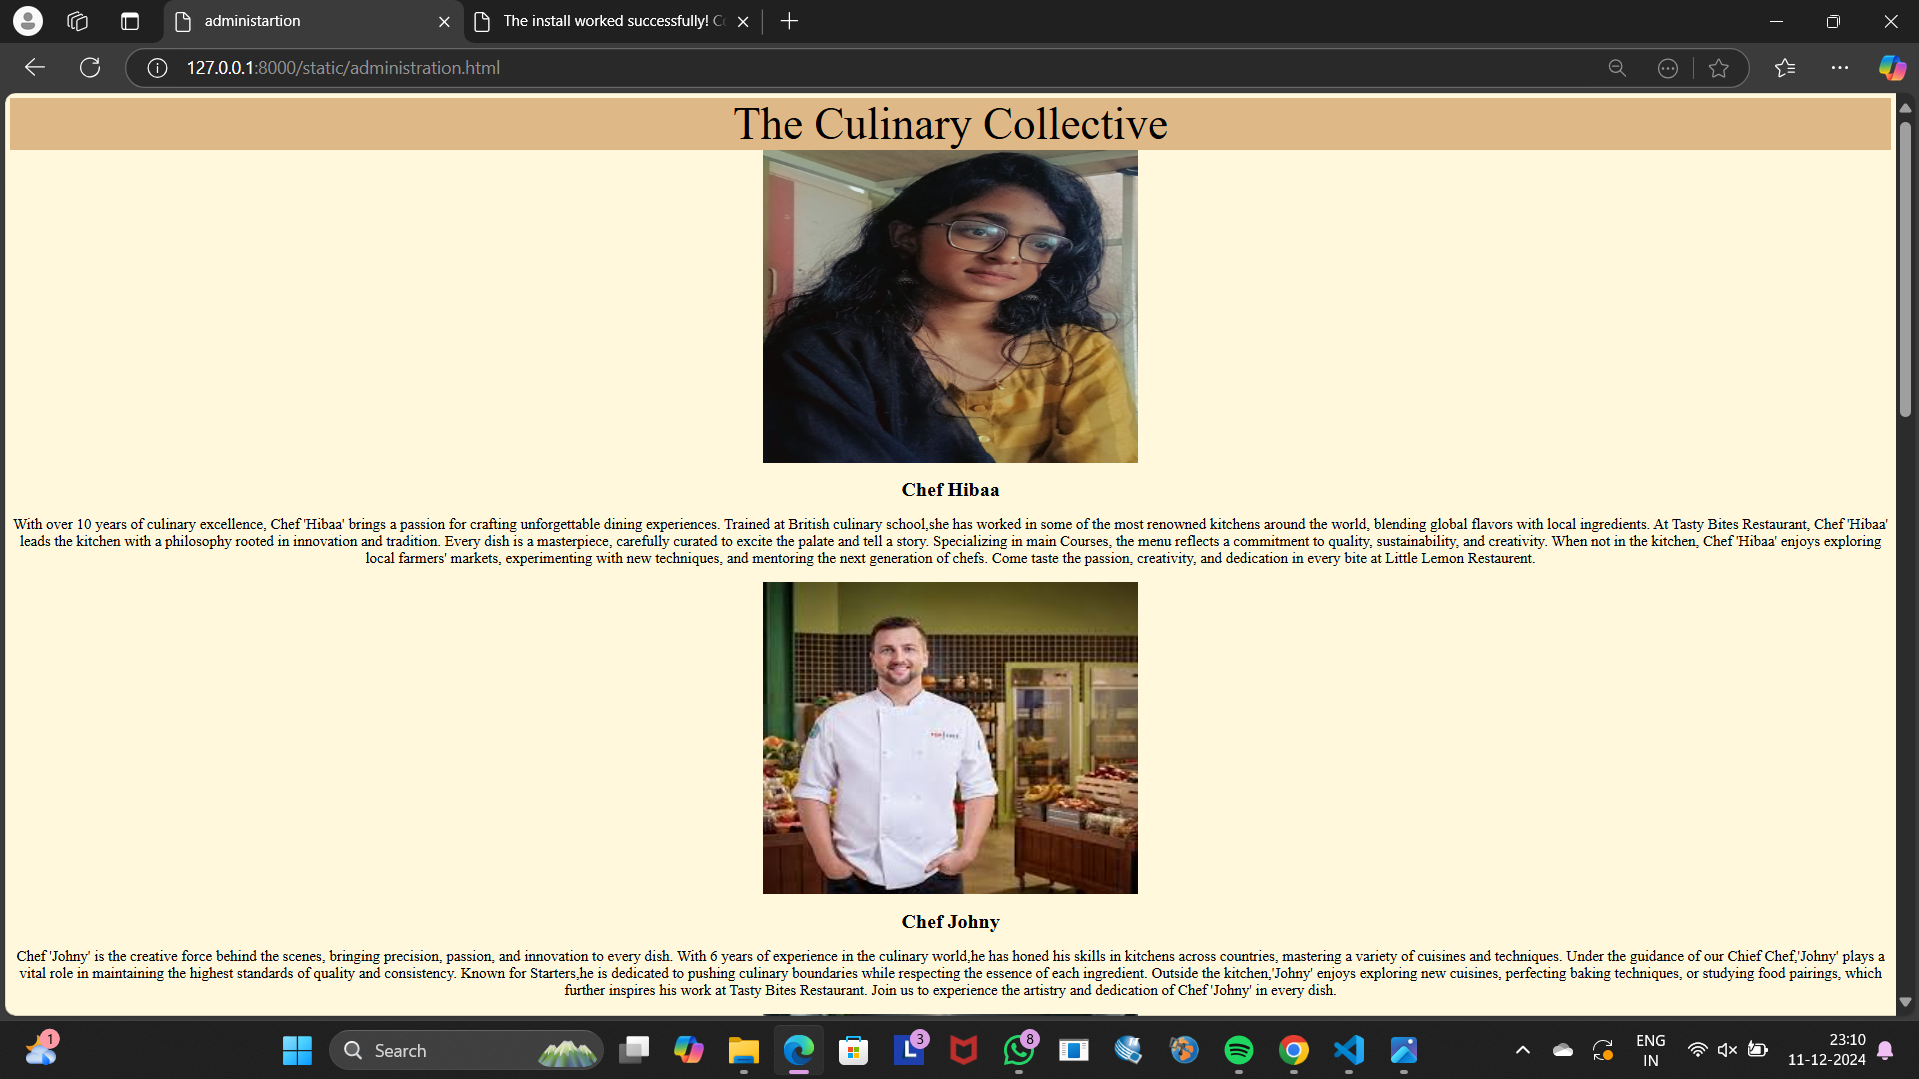 administartion
The install worked successfully! Co
127.0.0.1:8000/static/administration.html
The Culinary Collective
Chef Hibaa
With over 10 years of culinary excellence, Chef 'Hibaa' brings a passion for crafting unforgettable dining experiences. Trained at British culinary school,she has worked in some of the most renowned kitchens around the world, blending global flavors with local ingredients. At Tasty Bites Restaurant, Chef 'Hibaa'
leads the kitchen with a philosophy rooted in innovation and tradition. Every dish is a masterpiece, carefully curated to excite the palate and tell a story. Specializing in main Courses, the menu reflects a commitment to quality, sustainability, and creativity. When not in the kitchen, Chef 'Hibaa' enjoys exploring
local farmers' markets, experimenting with new techniques, and mentoring the next generation of chefs. Come taste the passion, creativity, and dedication in every bite at Little Lemon Restaurent.
TOP CHEF
Chef Johny
Chef 'Johny' is the creative force behind the scenes, bringing precision, passion, and innovation to every dish. With 6 years of experience in the culinary world,he has honed his skills in kitchens across countries, mastering a variety of cuisines and techniques. Under the guidance of our Chief Chef,'Johny' plays a
vital role in maintaining the highest standards of quality and consistency. Known for Starters,he is dedicated to pushing culinary boundaries while respecting the essence of each ingredient. Outside the kitchen,'Johny' enjoys exploring new cuisines, perfecting baking techniques, or studying food pairings, which
further inspires his work at Tasty Bites Restaurant. Join us to experience the artistry and dedication of Chef 'Johny' in every dish.
1
Search
L
3
8
ENG
IN
23:10
11-12-2024